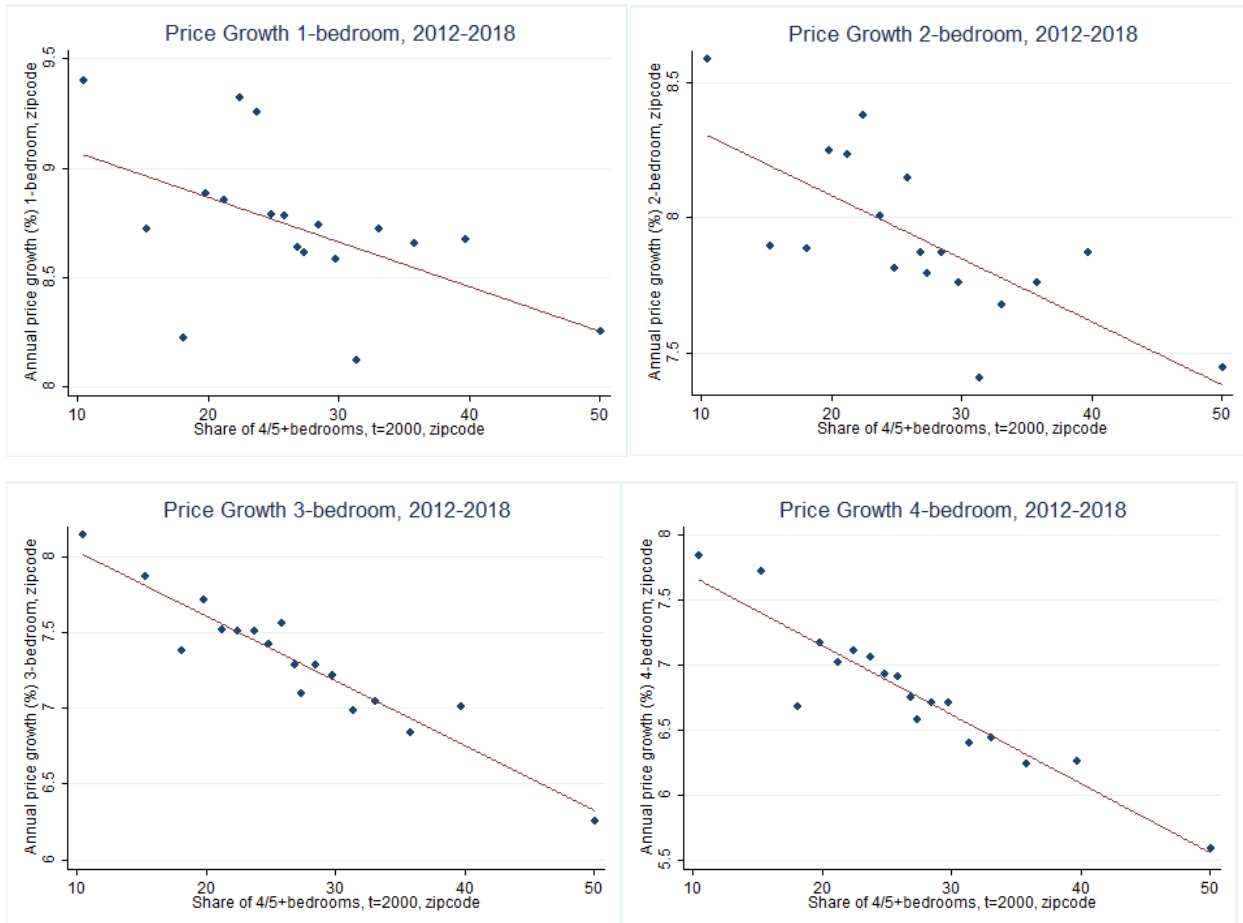 Price Growth 1-bedroom, 2012-2018
Annual price growth (%) 1-bedroom, zipcode
9.5
9
8.5
8
10 20 30 40 50
Share of 4/5+bedrooms, t=2000, zipcode
Price Growth 2-bedroom, 2012-2018
Annual price growth (%) 2-bedroom, zipcode
8.5
8
7.5
10 20 30 40 50
Share of 4/5+bedrooms, t=2000, zipcode
Price Growth 3-bedroom, 2012-2018
Annual price growth (%) 3-bedroom, zipcode
8
7.5
7
6.5
6
10 20 30 40 50
Share of 4/5+bedrooms, t=2000, zipcode
Price Growth 4-bedroom, 2012-2018
Annual price growth (%) 4-bedroom, zipcode
8
7.5
7
6.5
6
5.5
10 20 30 40 50
Share of 4/5+bedrooms, t=2000, zipcode